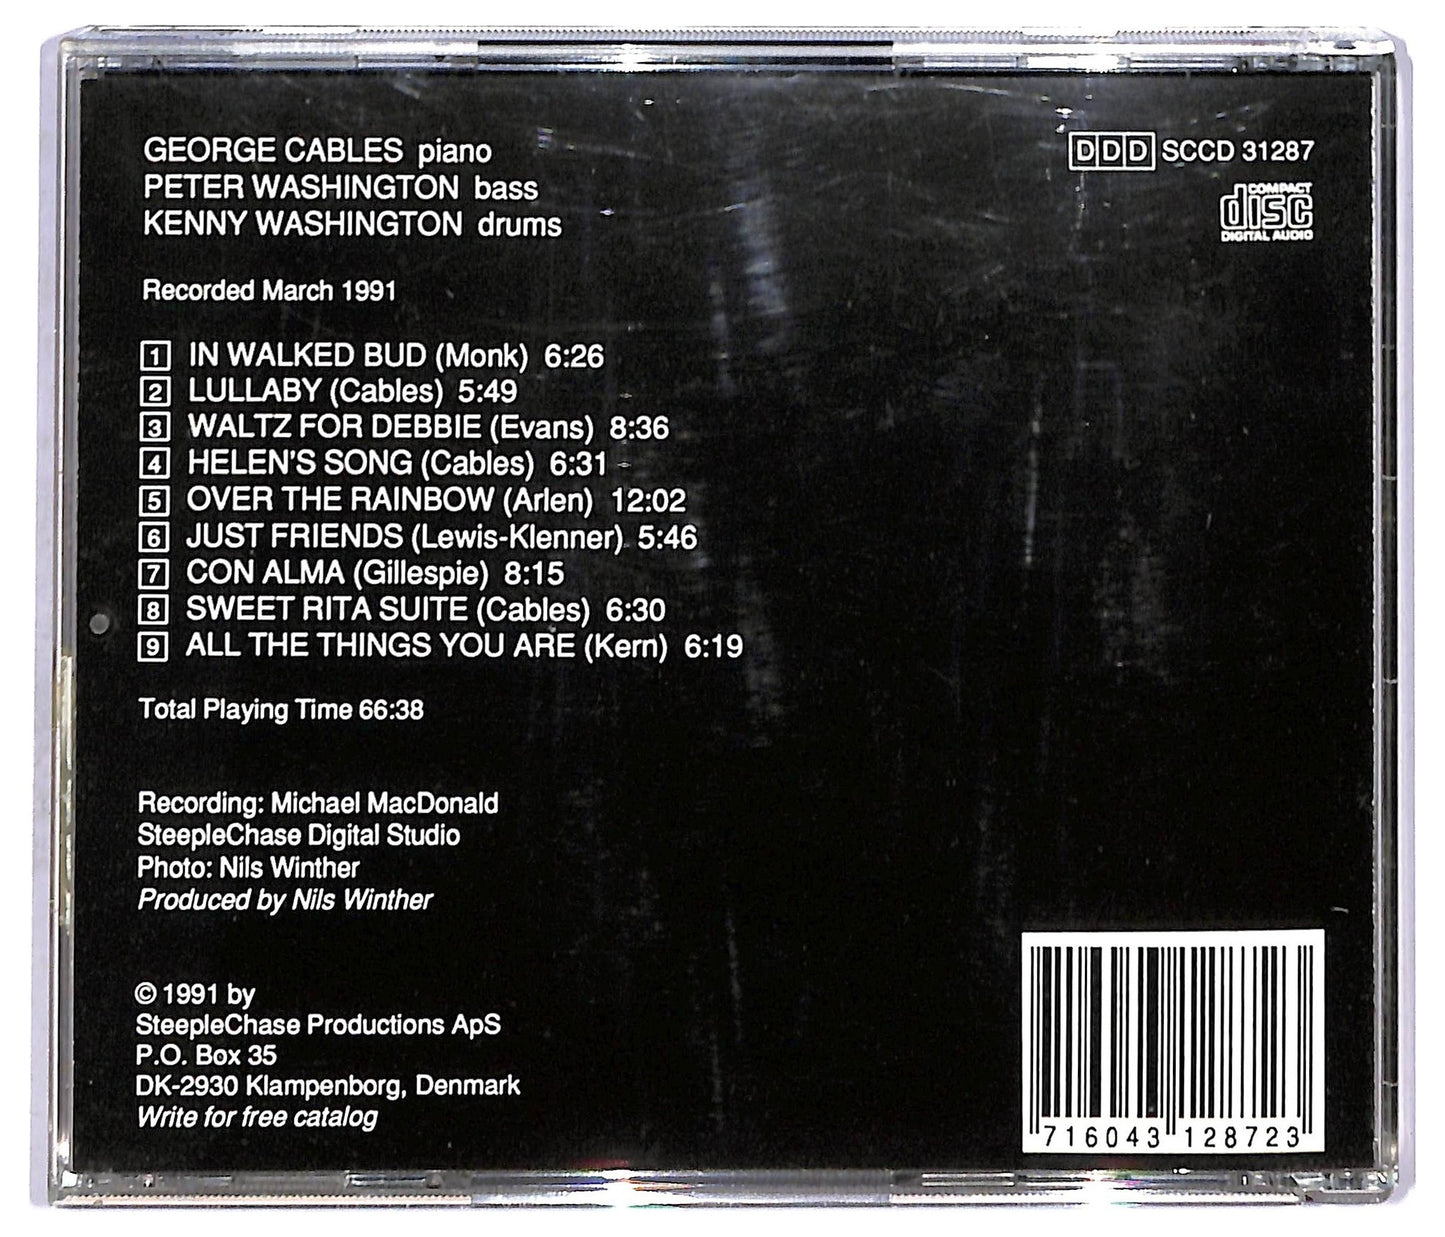 GEORGE CABLES piano
PETER WASHINGTON bass
KENNY WASHINGTON drums
DDD SCCD 31287
COMPACT
disc
DIGITAL AUDIO
Recorded March 1991
1 IN WALKED BUD (Monk) 6:26
2 LULLABY (Cables) 5:49
3 WALTZ FOR DEBBIE (Evans) 8:36
4 HELEN'S SONG (Cables) 6:31
5 OVER THE RAINBOW (Arlen) 12:02
6 JUST FRIENDS (Lewis-Klenner) 5:46
7 CON ALMA (Gillespie) 8:15
8 SWEET RITA SUITE (Cables) 6:30
9 ALL THE THINGS YOU ARE (Kern) 6:19
Total Playing Time 66:38
Recording: Michael MacDonald
SteepleChase Digital Studio
Photo: Nils Winther
Produced by Nils Winther
© 1991 by
SteepleChase Productions ApS
P.O. Box 35
DK-2930 Klampenborg, Denmark
Write for free catalog
716043 128723